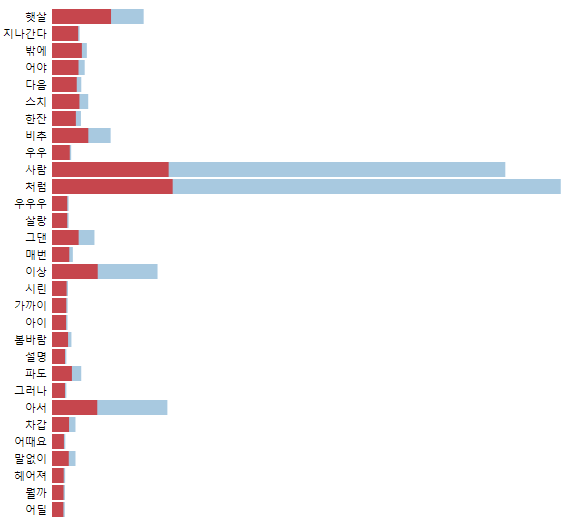 햇살
지나간다
밖에
어야
다음
스치
한잔
비추
우우
사람
처럼
우우우
살랑
그댄
매번
이상
시린
가까이
아이
봄바람
설명
파도
그러나
아서
차갑
어때요
말없이
헤어져
뭘까
어딜